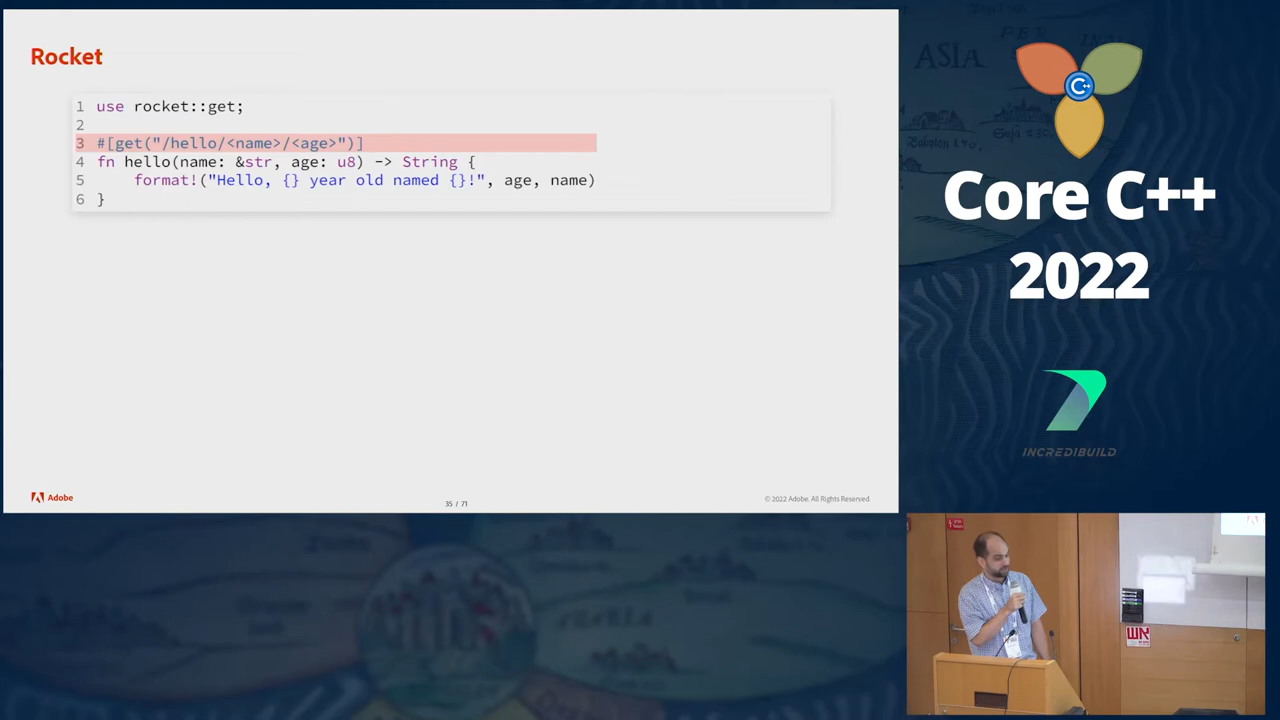 Rocket
1 use rocket::get;
2
3 #[get("/hello/<name>/<age>")]
4 fn hello(name: &str, age: u8) -> String {
5     format!("Hello, {} year old named {}!", age, name)
6 }
Adobe
35 / 71
© 2022 Adobe. All Rights Reserved.
ASIA
C++
Core C++
2022
INCREDIBUILD
אש